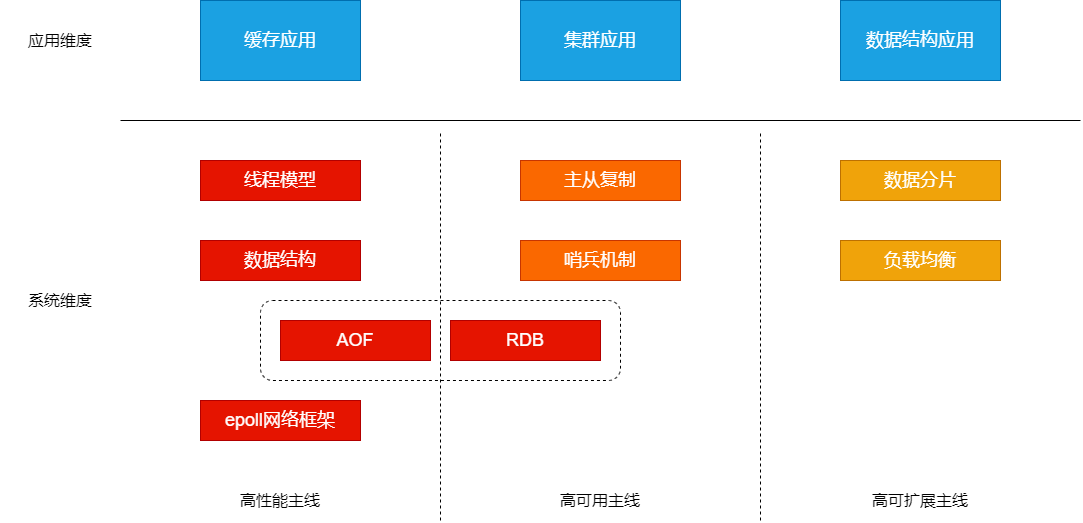 应用维度
缓存应用
集群应用
数据结构应用
线程模型
主从复制
数据分片
数据结构
哨兵机制
负载均衡
系统维度
AOF
RDB
epoll网络框架
高性能主线
高可用主线
高可扩展主线